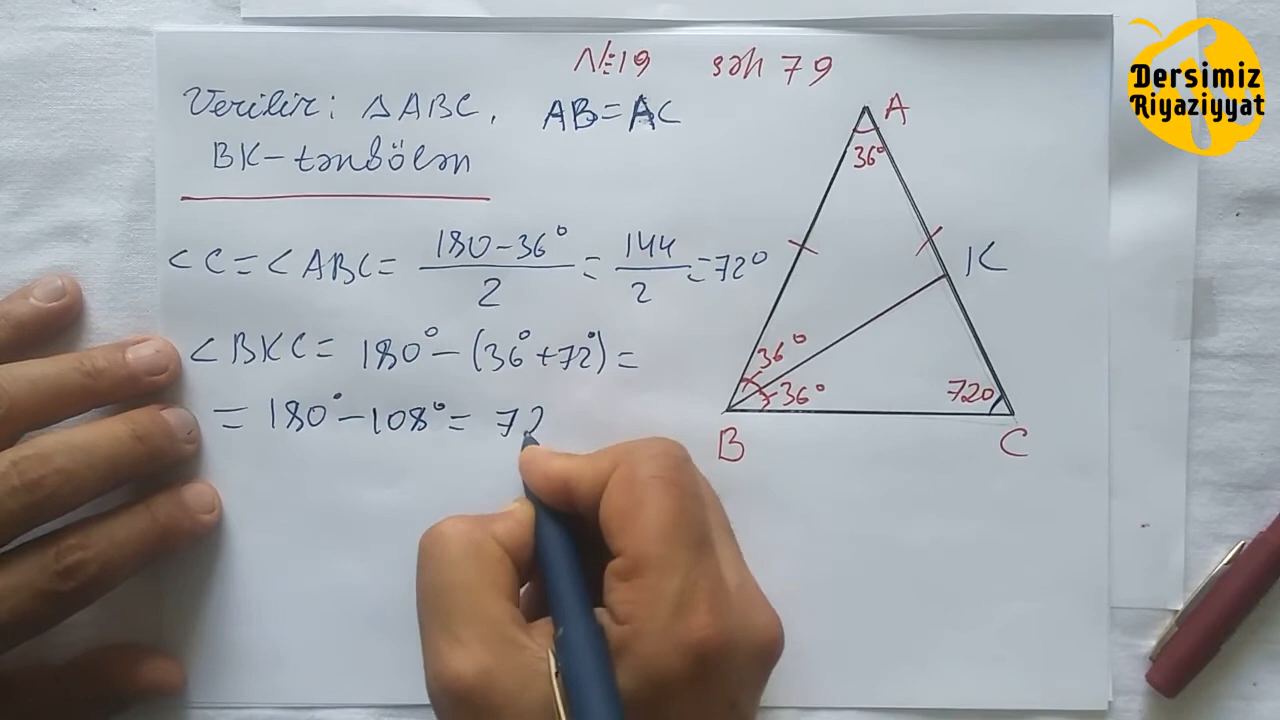 №19 səh 79
Verilir: △ABC, AB=AC
BK-tənbölən
<C=<ABC= 180-36°/2 = 144/2 =72°
<BKC= 180°-(36°+72°)=
= 180°-108°= 72
A
36°
K
36°
36°
72°
B
C
Dersimiz
Riyaziyyat